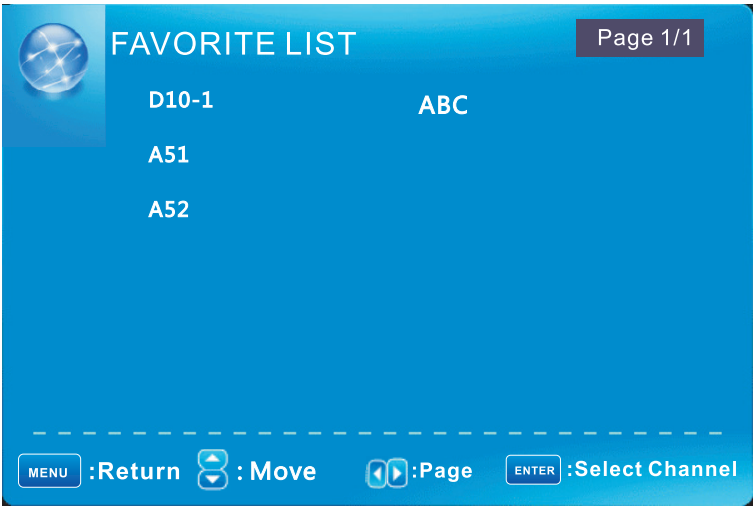 FAVORITE LIST Page 1/1
D10-1 ABC
A51
A52
MENU :Return : Move :Page ENTER :Select Channel